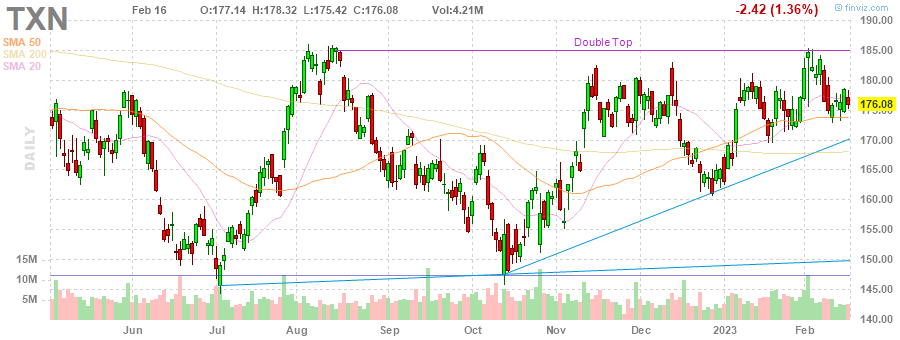 TXN
Feb 16 O:177.14 H:178.32 L:175.42 C:176.08 Vol:4.21M
-2.42 (1.36%)
© finviz.com
SMA 50
SMA 200
SMA 20
DAILY
Double Top
190.00
185.00
180.00
176.08
170.00
165.00
160.00
155.00
150.00
145.00
140.00
15M
10M
5M
Jun Jul Aug Sep Oct Nov Dec 2023 Feb